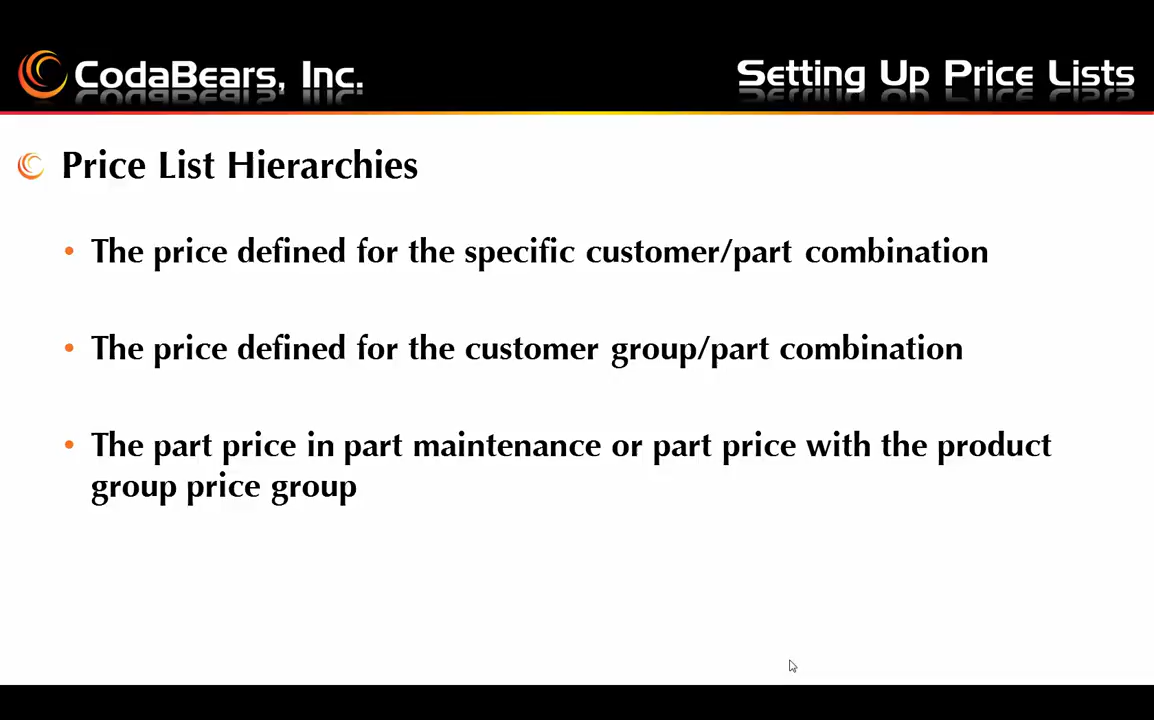 CodaBears, Inc.
Setting Up Price Lists
Price List Hierarchies
• The price defined for the specific customer/part combination
• The price defined for the customer group/part combination
• The part price in part maintenance or part price with the product
group price group